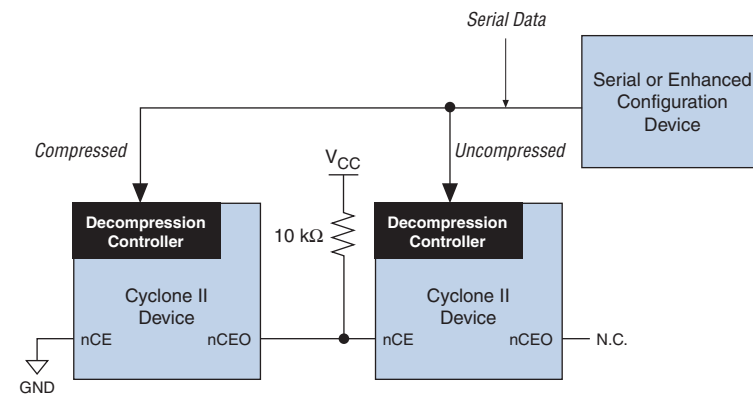 Serial Data
Serial or Enhanced
Configuration
Device
Compressed
Uncompressed
VCC
10 kΩ
Decompression
Controller
Cyclone II
Device
nCE
nCEO
GND
Decompression
Controller
Cyclone II
Device
nCE
nCEO
N.C.